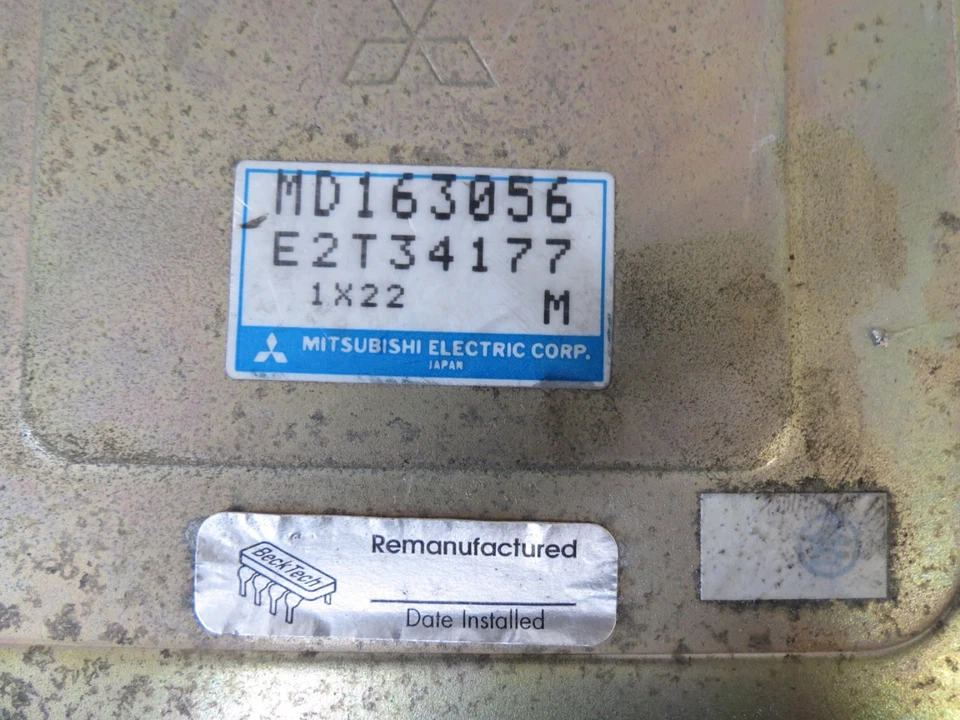 MD163056
E2T34177
1X22 M
MITSUBISHI ELECTRIC CORP.
JAPAN
BeckTech
Remanufactured
Date Installed